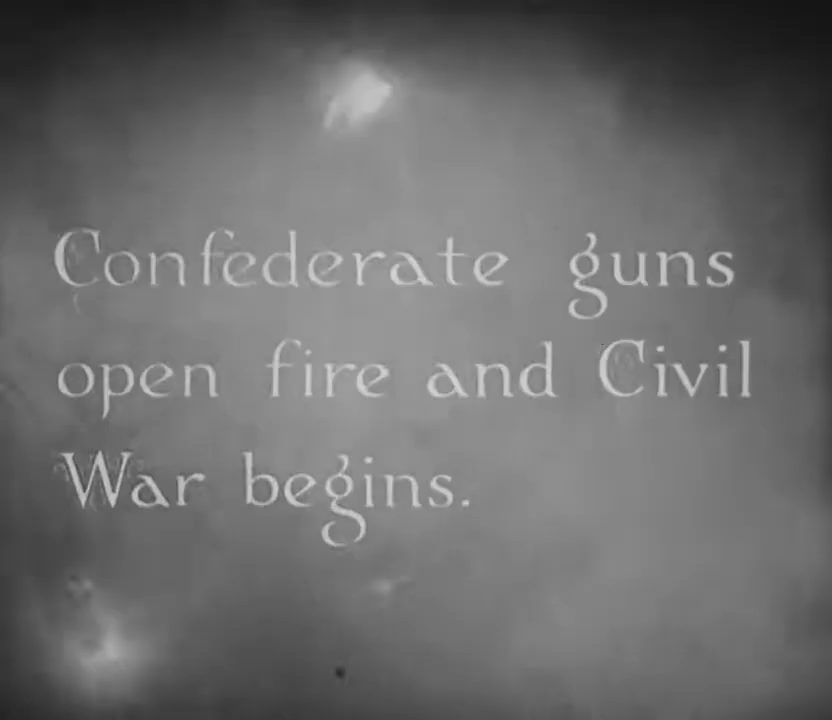 Confederate guns
open fire and Civil
War begins.